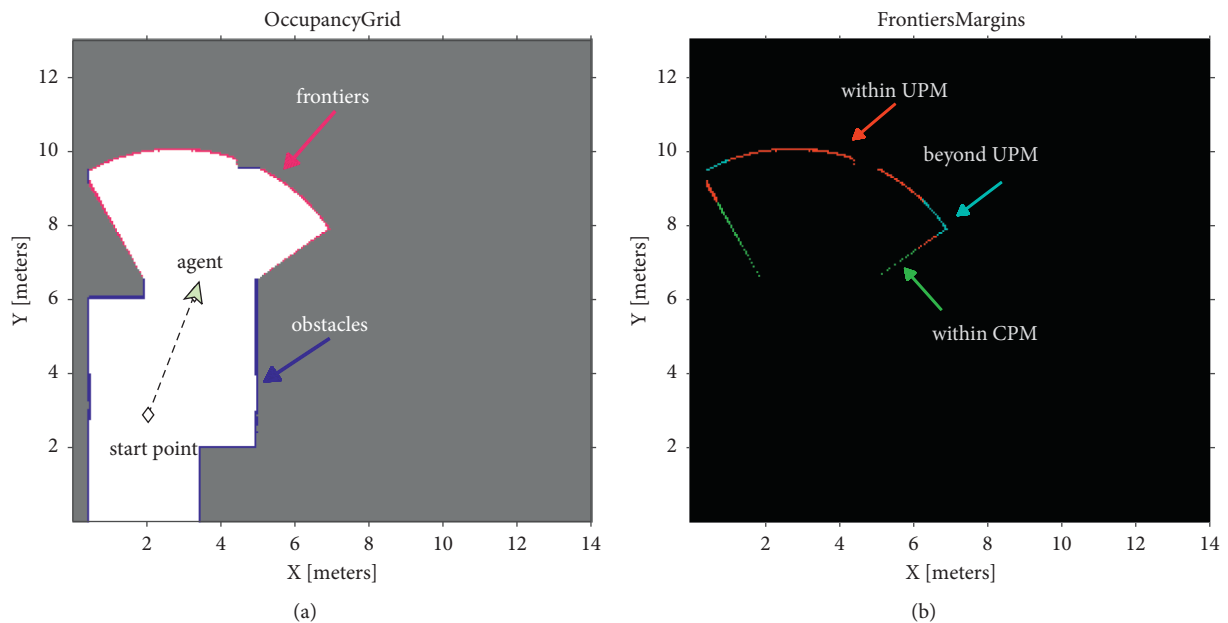 OccupancyGrid
12
10
8
6
4
2
Y [meters]
frontiers
agent
obstacles
start point
2
4
6
8
10
12
14
X [meters]
(a)
FrontiersMargins
12
10
8
6
4
2
Y [meters]
within UPM
beyond UPM
within CPM
2
4
6
8
10
12
14
X [meters]
(b)